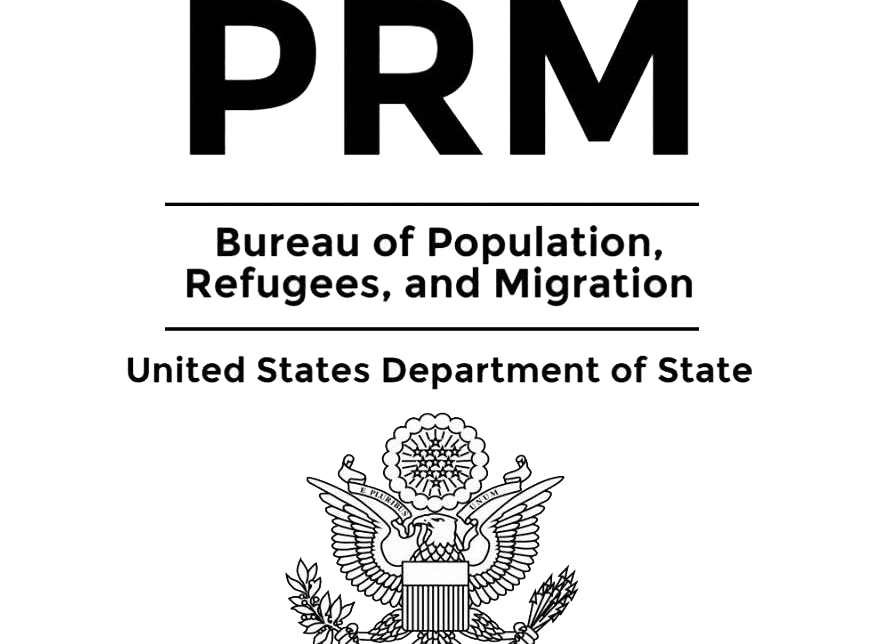 PRM
Bureau of Population,
Refugees, and Migration
United States Department of State
E PLURIBUS UNUM